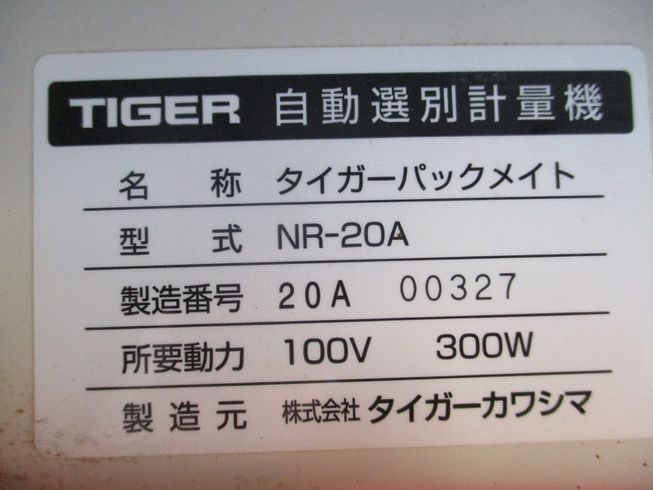 TIGER 自動選別計量機
名称 タイガーパックメイト
型式 NR-20A
製造番号 20A 00327
所要動力 100V 300W
製造元 株式会社 タイガーカワシマ